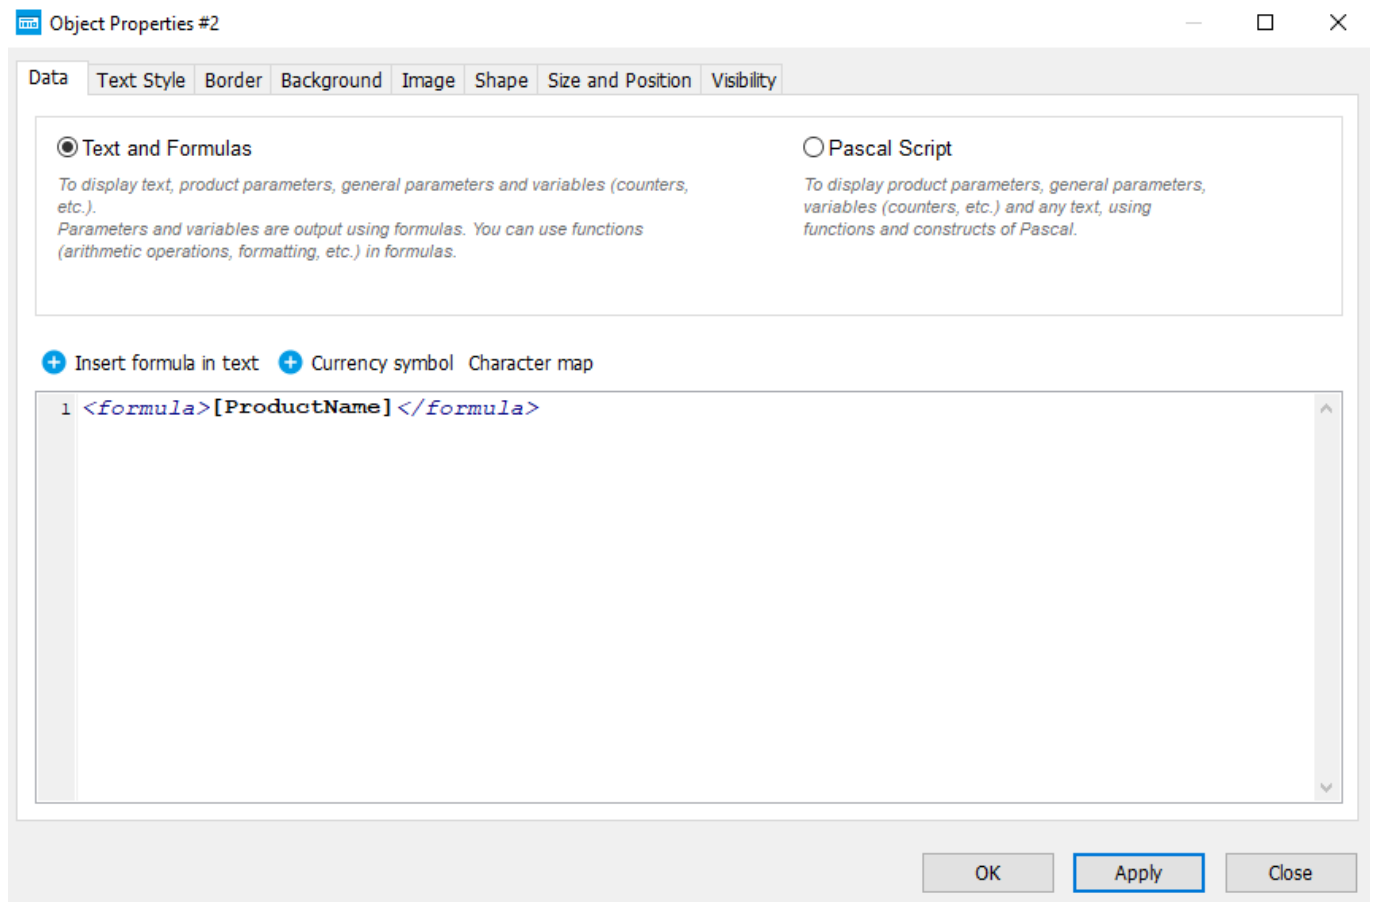 Object Properties #2
Data Text Style Border Background Image Shape Size and Position Visibility
Text and Formulas
To display text, product parameters, general parameters and variables (counters,
etc.).
Parameters and variables are output using formulas. You can use functions
(arithmetic operations, formatting, etc.) in formulas.
Pascal Script
To display product parameters, general parameters,
variables (counters, etc.) and any text, using
functions and constructs of Pascal.
Insert formula in text Currency symbol Character map
1 <formula>[ProductName]</formula>
OK Apply Close